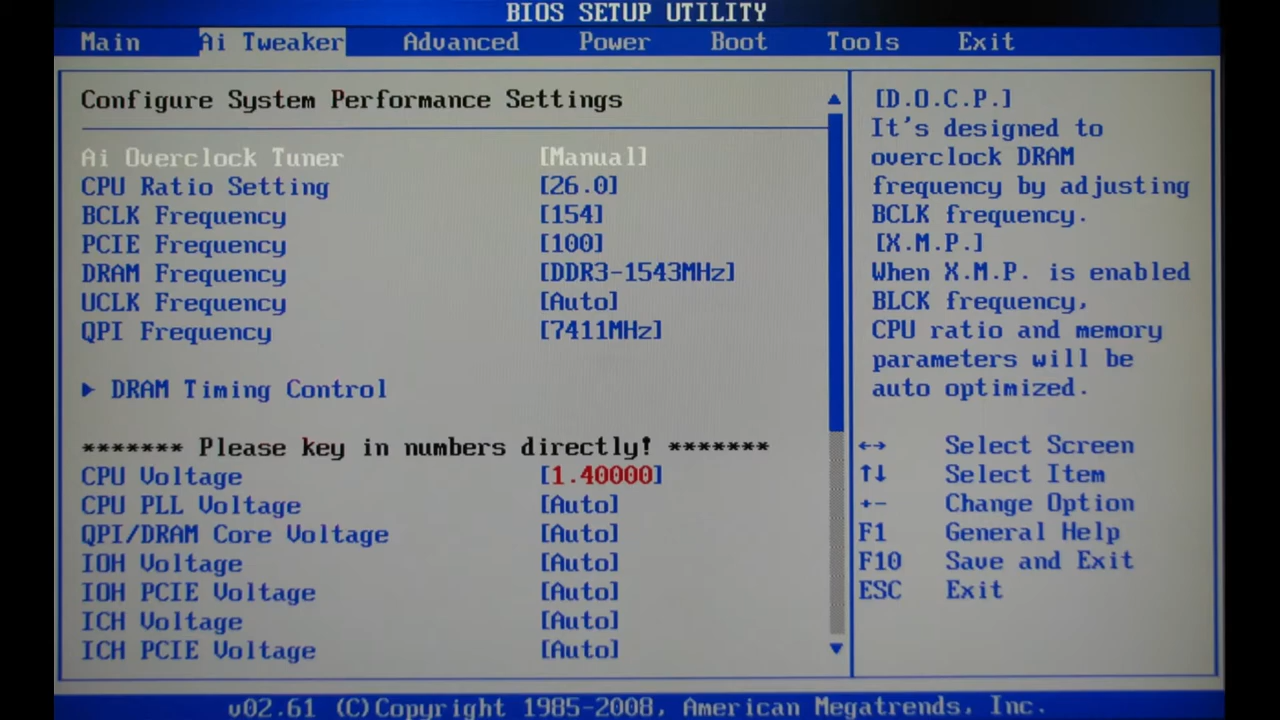 BIOS SETUP UTILITY
Main Ai Tweaker Advanced Power Boot Tools Exit
Configure System Performance Settings
Ai Overclock Tuner [Manual]
CPU Ratio Setting [26.0]
BCLK Frequency [154]
PCIE Frequency [100]
DRAM Frequency [DDR3-1543MHz]
UCLK Frequency [Auto]
QPI Frequency [7411MHz]
DRAM Timing Control
******* Please key in numbers directly! *******
CPU Voltage [1.40000]
CPU PLL Voltage [Auto]
QPI/DRAM Core Voltage [Auto]
IOH Voltage [Auto]
IOH PCIE Voltage [Auto]
ICH Voltage [Auto]
ICH PCIE Voltage [Auto]
[D.O.C.P.]
It's designed to
overclock DRAM
frequency by adjusting
BCLK frequency.
[X.M.P.]
When X.M.P. is enabled
BLCK frequency,
CPU ratio and memory
parameters will be
auto optimized.
←→ Select Screen
↑↓ Select Item
+- Change Option
F1 General Help
F10 Save and Exit
ESC Exit
v02.61 (C)Copyright 1985-2008, American Megatrends, Inc.